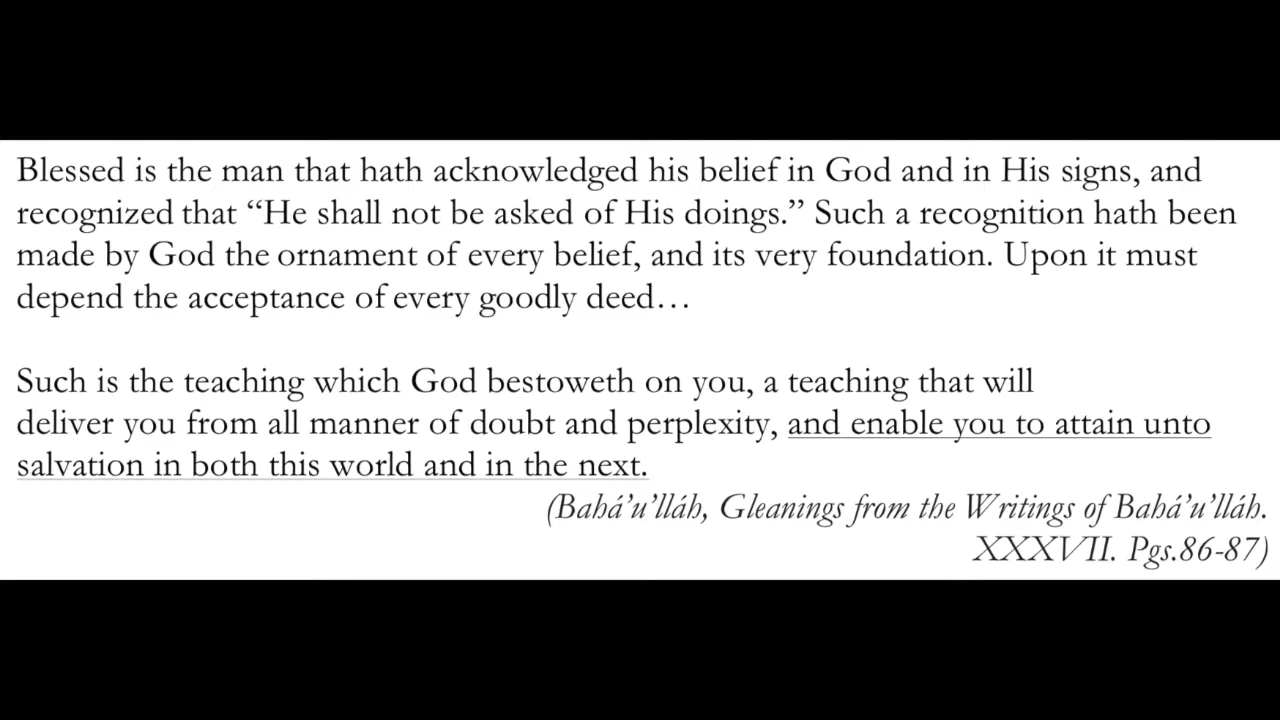 Blessed is the man that hath acknowledged his belief in God and in His signs, and
recognized that “He shall not be asked of His doings.” Such a recognition hath been
made by God the ornament of every belief, and its very foundation. Upon it must
depend the acceptance of every goodly deed…
Such is the teaching which God bestoweth on you, a teaching that will
deliver you from all manner of doubt and perplexity, and enable you to attain unto
salvation in both this world and in the next.
(Bahá’u’lláh, Gleanings from the Writings of Bahá’u’lláh.
XXXVII. Pgs.86-87)